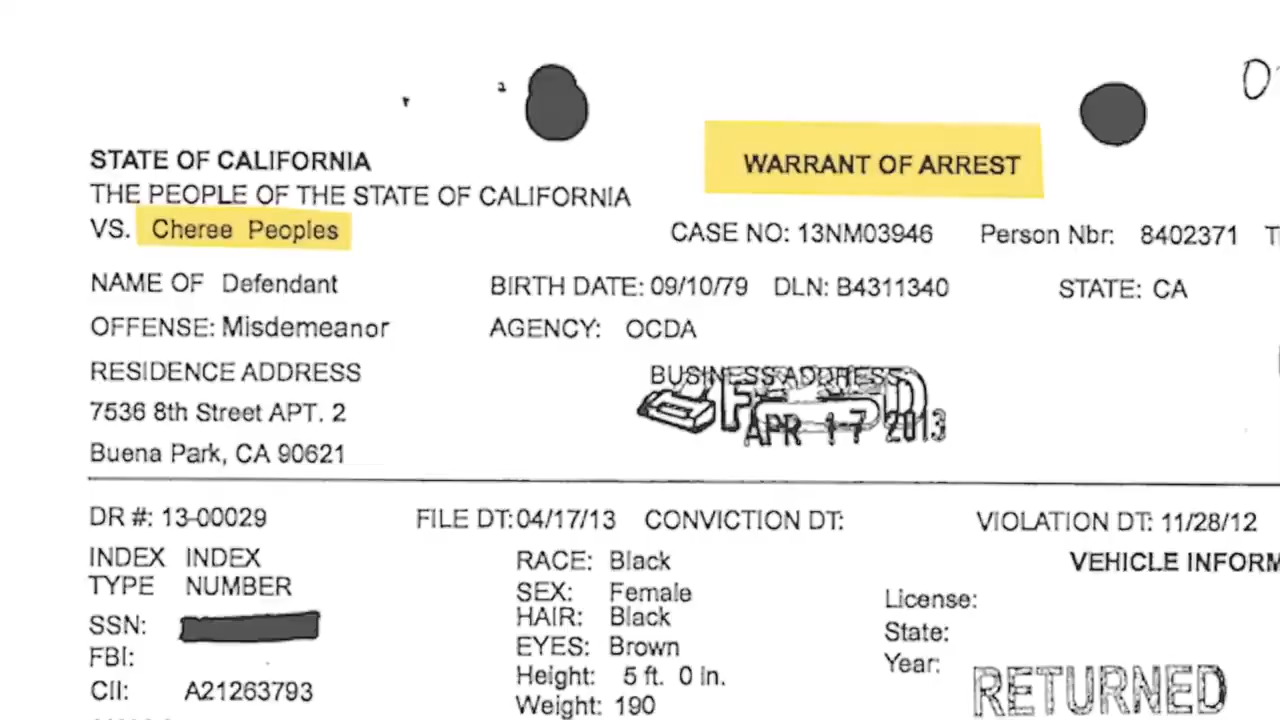 STATE OF CALIFORNIA
WARRANT OF ARREST
THE PEOPLE OF THE STATE OF CALIFORNIA
VS. Cheree Peoples
CASE NO: 13NM03946 Person Nbr: 8402371
NAME OF Defendant
BIRTH DATE: 09/10/79 DLN: B4311340 STATE: CA
OFFENSE: Misdemeanor
AGENCY: OCDA
RESIDENCE ADDRESS
BUSINESS ADDRESS
7536 8th Street APT. 2
APR 17 2013
Buena Park, CA 90621
DR #: 13-00029 FILE DT: 04/17/13 CONVICTION DT: VIOLATION DT: 11/28/12
INDEX INDEX
TYPE NUMBER
SSN:
FBI:
CII: A21263793
RACE: Black
SEX: Female
HAIR: Black
EYES: Brown
Height: 5 ft. 0 in.
Weight: 190
VEHICLE INFORM
License:
State:
Year:
RETURNED